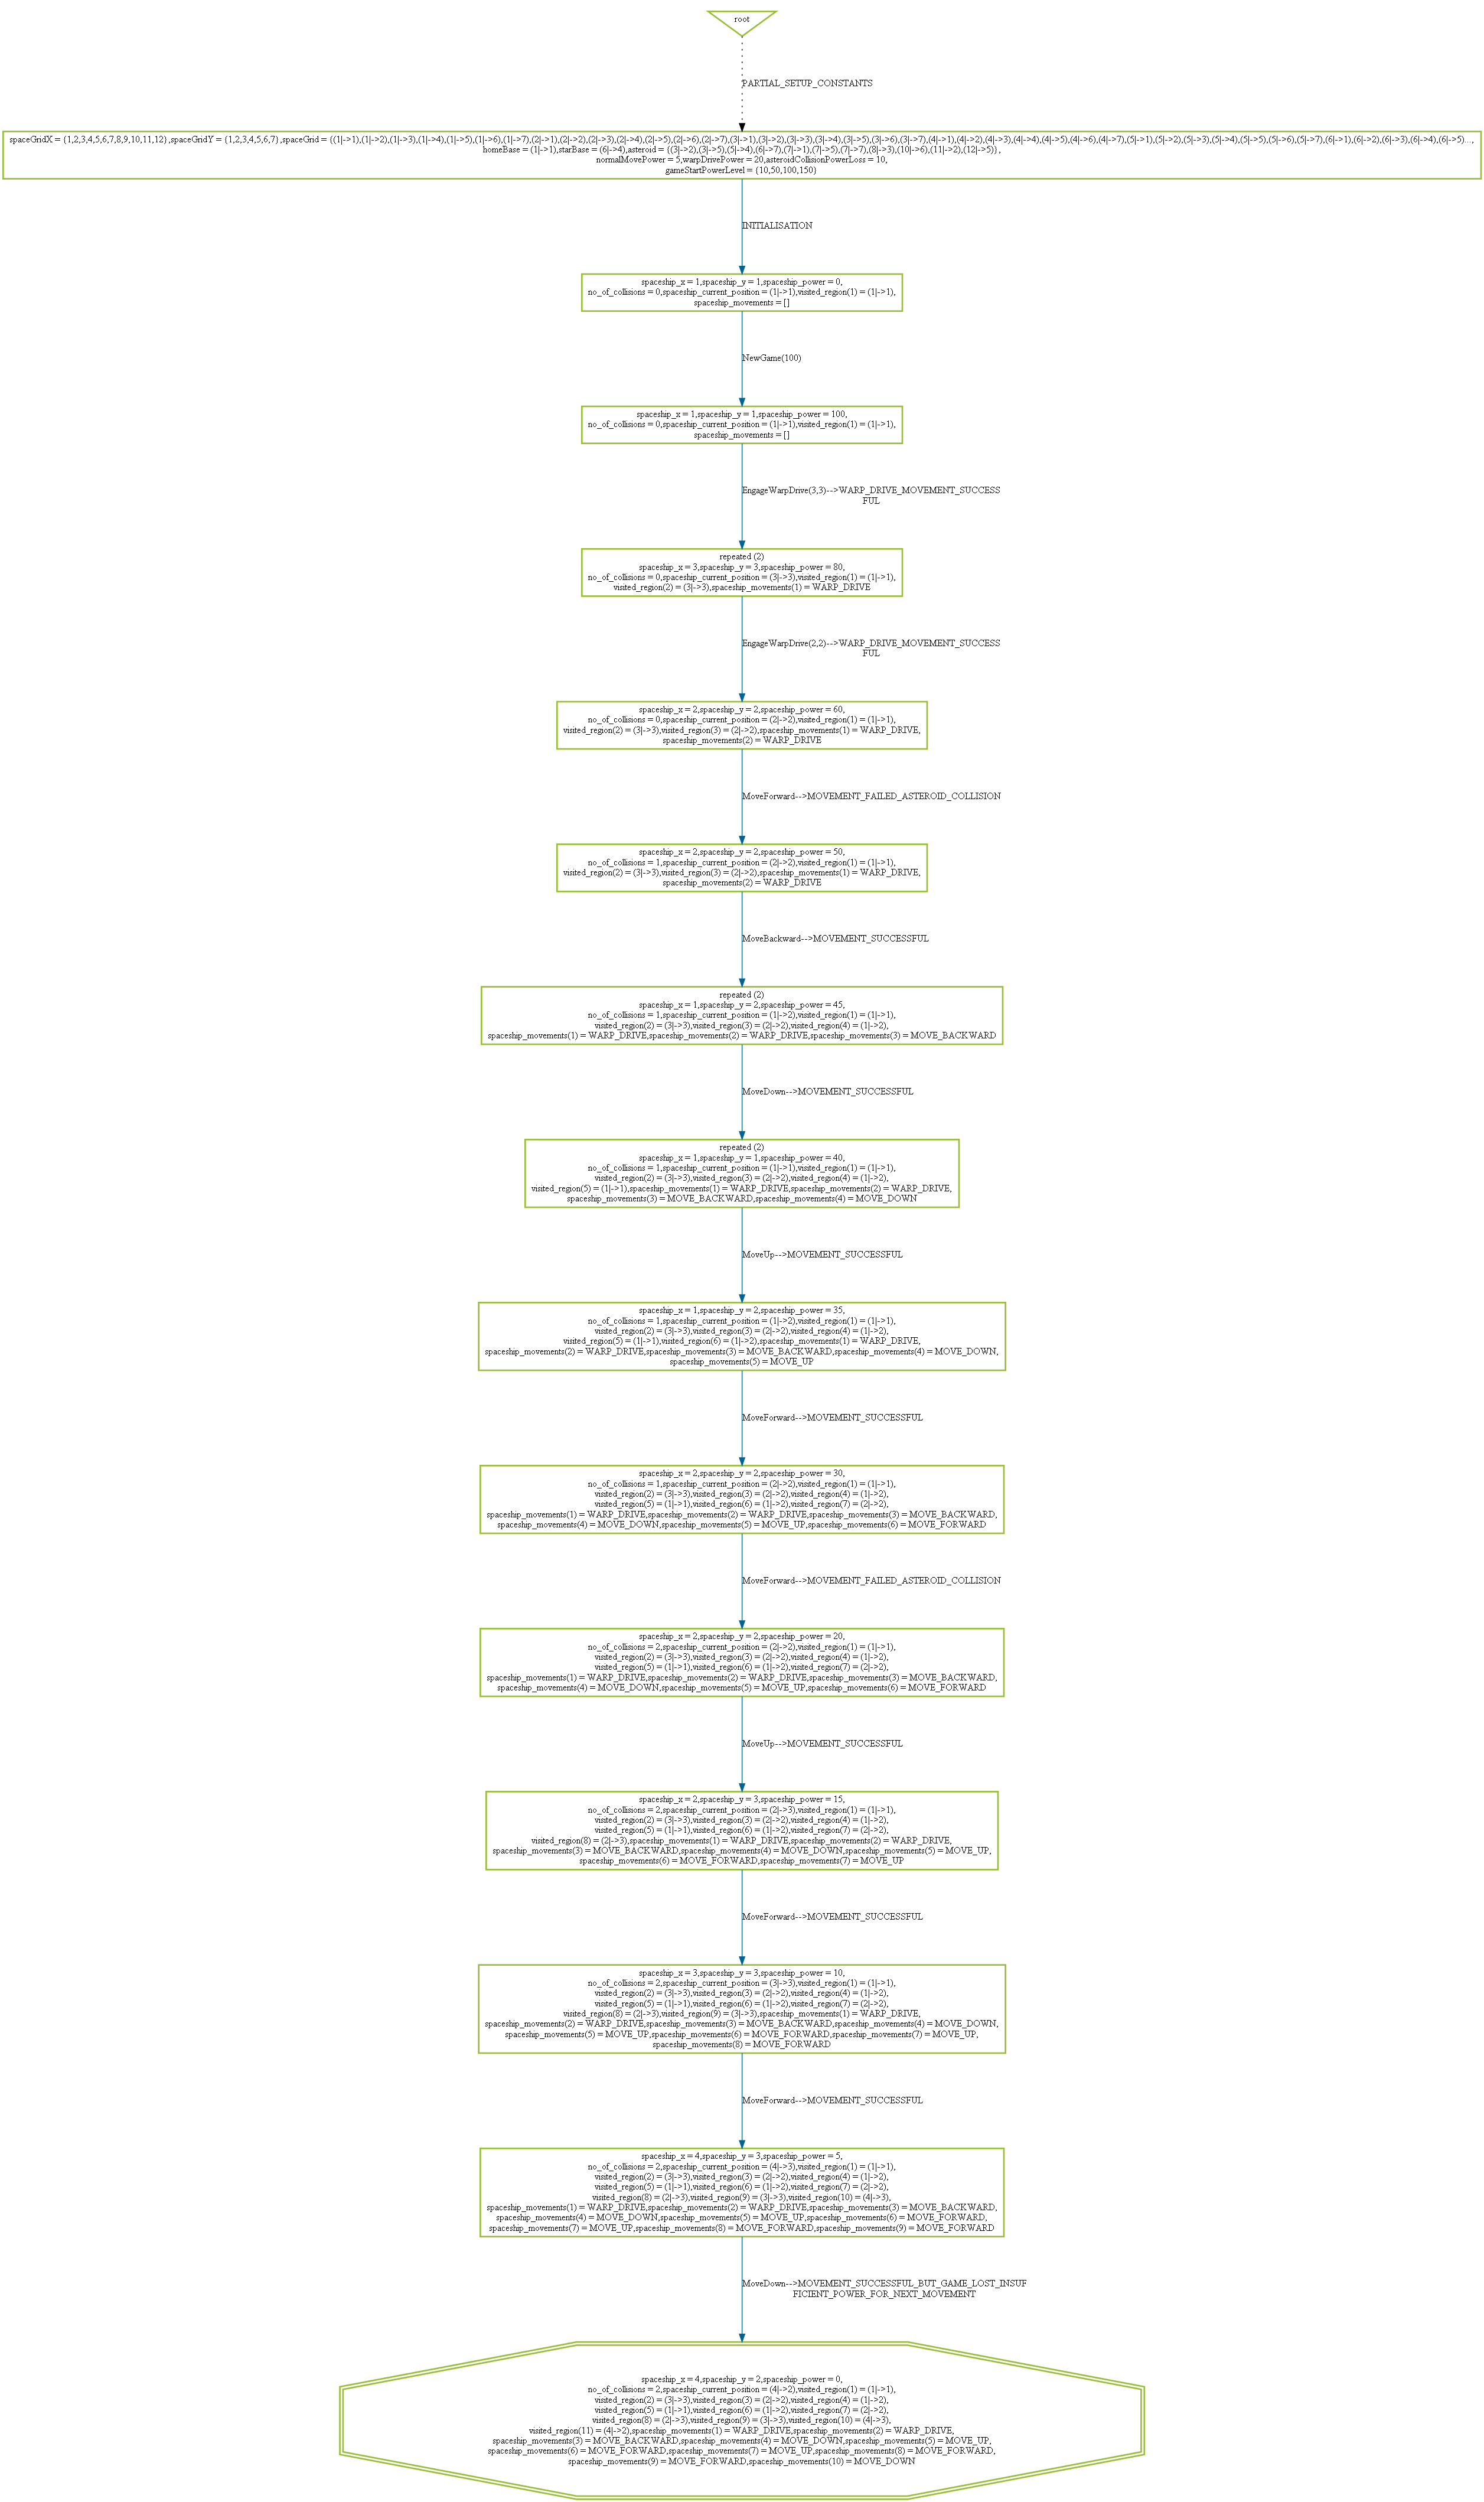 root
PARTIAL_SETUP_CONSTANTS
spaceGridX = {1,2,3,4,5,6,7,8,9,10,11,12},spaceGridY = {1,2,3,4,5,6,7},spaceGrid = {(1|->1),(1|->2),(1|->3),(1|->4),(1|->5),(1|->6),(1|->7),(2|->1),(2|->2),(2|->3),(2|->4),(2|->5),(2|->6),(2|->7),(3|->1),(3|->2),(3|->3),(3|->4),(3|->5),(3|->6),(3|->7),(4|->1),(4|->2),(4|->3),(4|->4),(4|->5),(4|->6),(4|->7),(5|->1),(5|->2),(5|->3),(5|->4),(5|->5),(5|->6),(5|->7),(6|->1),(6|->2),(6|->3),(6|->4),(6|->5)...,
homeBase = (1|->1),starBase = (6|->4),asteroid = {(3|->2),(3|->5),(5|->4),(6|->7),(7|->1),(7|->5),(7|->7),(8|->3),(10|->6),(11|->2),(12|->5)},
normalMovePower = 5,warpDrivePower = 20,asteroidCollisionPowerLoss = 10,
gameStartPowerLevel = {10,50,100,150}
INITIALISATION
spaceship_x = 1,spaceship_y = 1,spaceship_power = 0,
no_of_collisions = 0,spaceship_current_position = (1|->1),visited_region(1) = (1|->1),
spaceship_movements = []
NewGame(100)
spaceship_x = 1,spaceship_y = 1,spaceship_power = 100,
no_of_collisions = 0,spaceship_current_position = (1|->1),visited_region(1) = (1|->1),
spaceship_movements = []
EngageWarpDrive(3,3)-->WARP_DRIVE_MOVEMENT_SUCCESS
FUL
repeated (2)
spaceship_x = 3,spaceship_y = 3,spaceship_power = 80,
no_of_collisions = 0,spaceship_current_position = (3|->3),visited_region(1) = (1|->1),
visited_region(2) = (3|->3),spaceship_movements(1) = WARP_DRIVE
EngageWarpDrive(2,2)-->WARP_DRIVE_MOVEMENT_SUCCESS
FUL
spaceship_x = 2,spaceship_y = 2,spaceship_power = 60,
no_of_collisions = 0,spaceship_current_position = (2|->2),visited_region(1) = (1|->1),
visited_region(2) = (3|->3),visited_region(3) = (2|->2),spaceship_movements(1) = WARP_DRIVE,
spaceship_movements(2) = WARP_DRIVE
MoveForward-->MOVEMENT_FAILED_ASTEROID_COLLISION
spaceship_x = 2,spaceship_y = 2,spaceship_power = 50,
no_of_collisions = 1,spaceship_current_position = (2|->2),visited_region(1) = (1|->1),
visited_region(2) = (3|->3),visited_region(3) = (2|->2),spaceship_movements(1) = WARP_DRIVE,
spaceship_movements(2) = WARP_DRIVE
MoveBackward-->MOVEMENT_SUCCESSFUL
repeated (2)
spaceship_x = 1,spaceship_y = 2,spaceship_power = 45,
no_of_collisions = 1,spaceship_current_position = (1|->2),visited_region(1) = (1|->1),
visited_region(2) = (3|->3),visited_region(3) = (2|->2),visited_region(4) = (1|->2),
spaceship_movements(1) = WARP_DRIVE,spaceship_movements(2) = WARP_DRIVE,spaceship_movements(3) = MOVE_BACKWARD
MoveDown-->MOVEMENT_SUCCESSFUL
repeated (2)
spaceship_x = 1,spaceship_y = 1,spaceship_power = 40,
no_of_collisions = 1,spaceship_current_position = (1|->1),visited_region(1) = (1|->1),
visited_region(2) = (3|->3),visited_region(3) = (2|->2),visited_region(4) = (1|->2),
visited_region(5) = (1|->1),spaceship_movements(1) = WARP_DRIVE,spaceship_movements(2) = WARP_DRIVE,
spaceship_movements(3) = MOVE_BACKWARD,spaceship_movements(4) = MOVE_DOWN
MoveUp-->MOVEMENT_SUCCESSFUL
spaceship_x = 1,spaceship_y = 2,spaceship_power = 35,
no_of_collisions = 1,spaceship_current_position = (1|->2),visited_region(1) = (1|->1),
visited_region(2) = (3|->3),visited_region(3) = (2|->2),visited_region(4) = (1|->2),
visited_region(5) = (1|->1),visited_region(6) = (1|->2),spaceship_movements(1) = WARP_DRIVE,
spaceship_movements(2) = WARP_DRIVE,spaceship_movements(3) = MOVE_BACKWARD,spaceship_movements(4) = MOVE_DOWN,
spaceship_movements(5) = MOVE_UP
MoveForward-->MOVEMENT_SUCCESSFUL
spaceship_x = 2,spaceship_y = 2,spaceship_power = 30,
no_of_collisions = 1,spaceship_current_position = (2|->2),visited_region(1) = (1|->1),
visited_region(2) = (3|->3),visited_region(3) = (2|->2),visited_region(4) = (1|->2),
visited_region(5) = (1|->1),visited_region(6) = (1|->2),visited_region(7) = (2|->2),
spaceship_movements(1) = WARP_DRIVE,spaceship_movements(2) = WARP_DRIVE,spaceship_movements(3) = MOVE_BACKWARD,
spaceship_movements(4) = MOVE_DOWN,spaceship_movements(5) = MOVE_UP,spaceship_movements(6) = MOVE_FORWARD
MoveForward-->MOVEMENT_FAILED_ASTEROID_COLLISION
spaceship_x = 2,spaceship_y = 2,spaceship_power = 20,
no_of_collisions = 2,spaceship_current_position = (2|->2),visited_region(1) = (1|->1),
visited_region(2) = (3|->3),visited_region(3) = (2|->2),visited_region(4) = (1|->2),
visited_region(5) = (1|->1),visited_region(6) = (1|->2),visited_region(7) = (2|->2),
spaceship_movements(1) = WARP_DRIVE,spaceship_movements(2) = WARP_DRIVE,spaceship_movements(3) = MOVE_BACKWARD,
spaceship_movements(4) = MOVE_DOWN,spaceship_movements(5) = MOVE_UP,spaceship_movements(6) = MOVE_FORWARD
MoveUp-->MOVEMENT_SUCCESSFUL
spaceship_x = 2,spaceship_y = 3,spaceship_power = 15,
no_of_collisions = 2,spaceship_current_position = (2|->3),visited_region(1) = (1|->1),
visited_region(2) = (3|->3),visited_region(3) = (2|->2),visited_region(4) = (1|->2),
visited_region(5) = (1|->1),visited_region(6) = (1|->2),visited_region(7) = (2|->2),
visited_region(8) = (2|->3),spaceship_movements(1) = WARP_DRIVE,spaceship_movements(2) = WARP_DRIVE,
spaceship_movements(3) = MOVE_BACKWARD,spaceship_movements(4) = MOVE_DOWN,spaceship_movements(5) = MOVE_UP,
spaceship_movements(6) = MOVE_FORWARD,spaceship_movements(7) = MOVE_UP
MoveForward-->MOVEMENT_SUCCESSFUL
spaceship_x = 3,spaceship_y = 3,spaceship_power = 10,
no_of_collisions = 2,spaceship_current_position = (3|->3),visited_region(1) = (1|->1),
visited_region(2) = (3|->3),visited_region(3) = (2|->2),visited_region(4) = (1|->2),
visited_region(5) = (1|->1),visited_region(6) = (1|->2),visited_region(7) = (2|->2),
visited_region(8) = (2|->3),visited_region(9) = (3|->3),spaceship_movements(1) = WARP_DRIVE,
spaceship_movements(2) = WARP_DRIVE,spaceship_movements(3) = MOVE_BACKWARD,spaceship_movements(4) = MOVE_DOWN,
spaceship_movements(5) = MOVE_UP,spaceship_movements(6) = MOVE_FORWARD,spaceship_movements(7) = MOVE_UP,
spaceship_movements(8) = MOVE_FORWARD
MoveForward-->MOVEMENT_SUCCESSFUL
spaceship_x = 4,spaceship_y = 3,spaceship_power = 5,
no_of_collisions = 2,spaceship_current_position = (4|->3),visited_region(1) = (1|->1),
visited_region(2) = (3|->3),visited_region(3) = (2|->2),visited_region(4) = (1|->2),
visited_region(5) = (1|->1),visited_region(6) = (1|->2),visited_region(7) = (2|->2),
visited_region(8) = (2|->3),visited_region(9) = (3|->3),visited_region(10) = (4|->3),
spaceship_movements(1) = WARP_DRIVE,spaceship_movements(2) = WARP_DRIVE,spaceship_movements(3) = MOVE_BACKWARD,
spaceship_movements(4) = MOVE_DOWN,spaceship_movements(5) = MOVE_UP,spaceship_movements(6) = MOVE_FORWARD,
spaceship_movements(7) = MOVE_UP,spaceship_movements(8) = MOVE_FORWARD,spaceship_movements(9) = MOVE_FORWARD
MoveDown-->MOVEMENT_SUCCESSFUL_BUT_GAME_LOST_INSUF
FICIENT_POWER_FOR_NEXT_MOVEMENT
spaceship_x = 4,spaceship_y = 2,spaceship_power = 0,
no_of_collisions = 2,spaceship_current_position = (4|->2),visited_region(1) = (1|->1),
visited_region(2) = (3|->3),visited_region(3) = (2|->2),visited_region(4) = (1|->2),
visited_region(5) = (1|->1),visited_region(6) = (1|->2),visited_region(7) = (2|->2),
visited_region(8) = (2|->3),visited_region(9) = (3|->3),visited_region(10) = (4|->3),
visited_region(11) = (4|->2),spaceship_movements(1) = WARP_DRIVE,spaceship_movements(2) = WARP_DRIVE,
spaceship_movements(3) = MOVE_BACKWARD,spaceship_movements(4) = MOVE_DOWN,spaceship_movements(5) = MOVE_UP,
spaceship_movements(6) = MOVE_FORWARD,spaceship_movements(7) = MOVE_UP,spaceship_movements(8) = MOVE_FORWARD,
spaceship_movements(9) = MOVE_FORWARD,spaceship_movements(10) = MOVE_DOWN